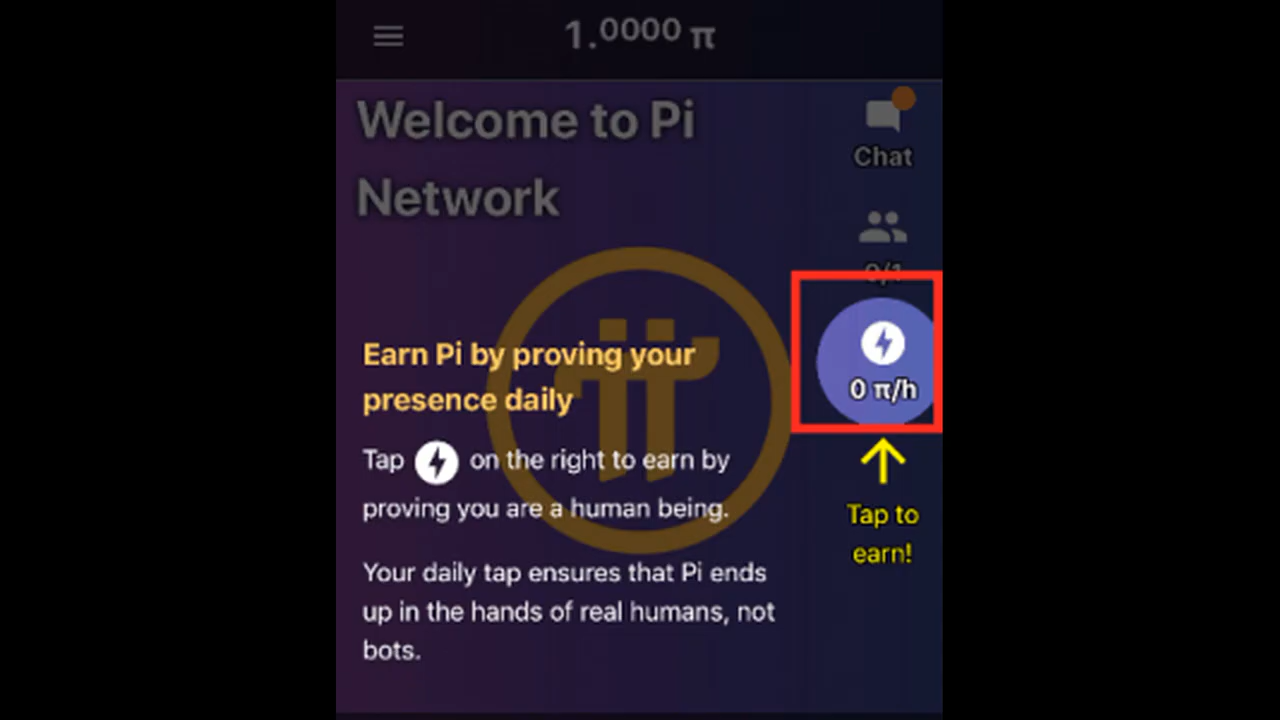 1.0000 π
Welcome to Pi
Network
Chat
0/1
0 π/h
Earn Pi by proving your
presence daily
Tap on the right to earn by
proving you are a human being.
Tap to
earn!
Your daily tap ensures that Pi ends
up in the hands of real humans, not
bots.